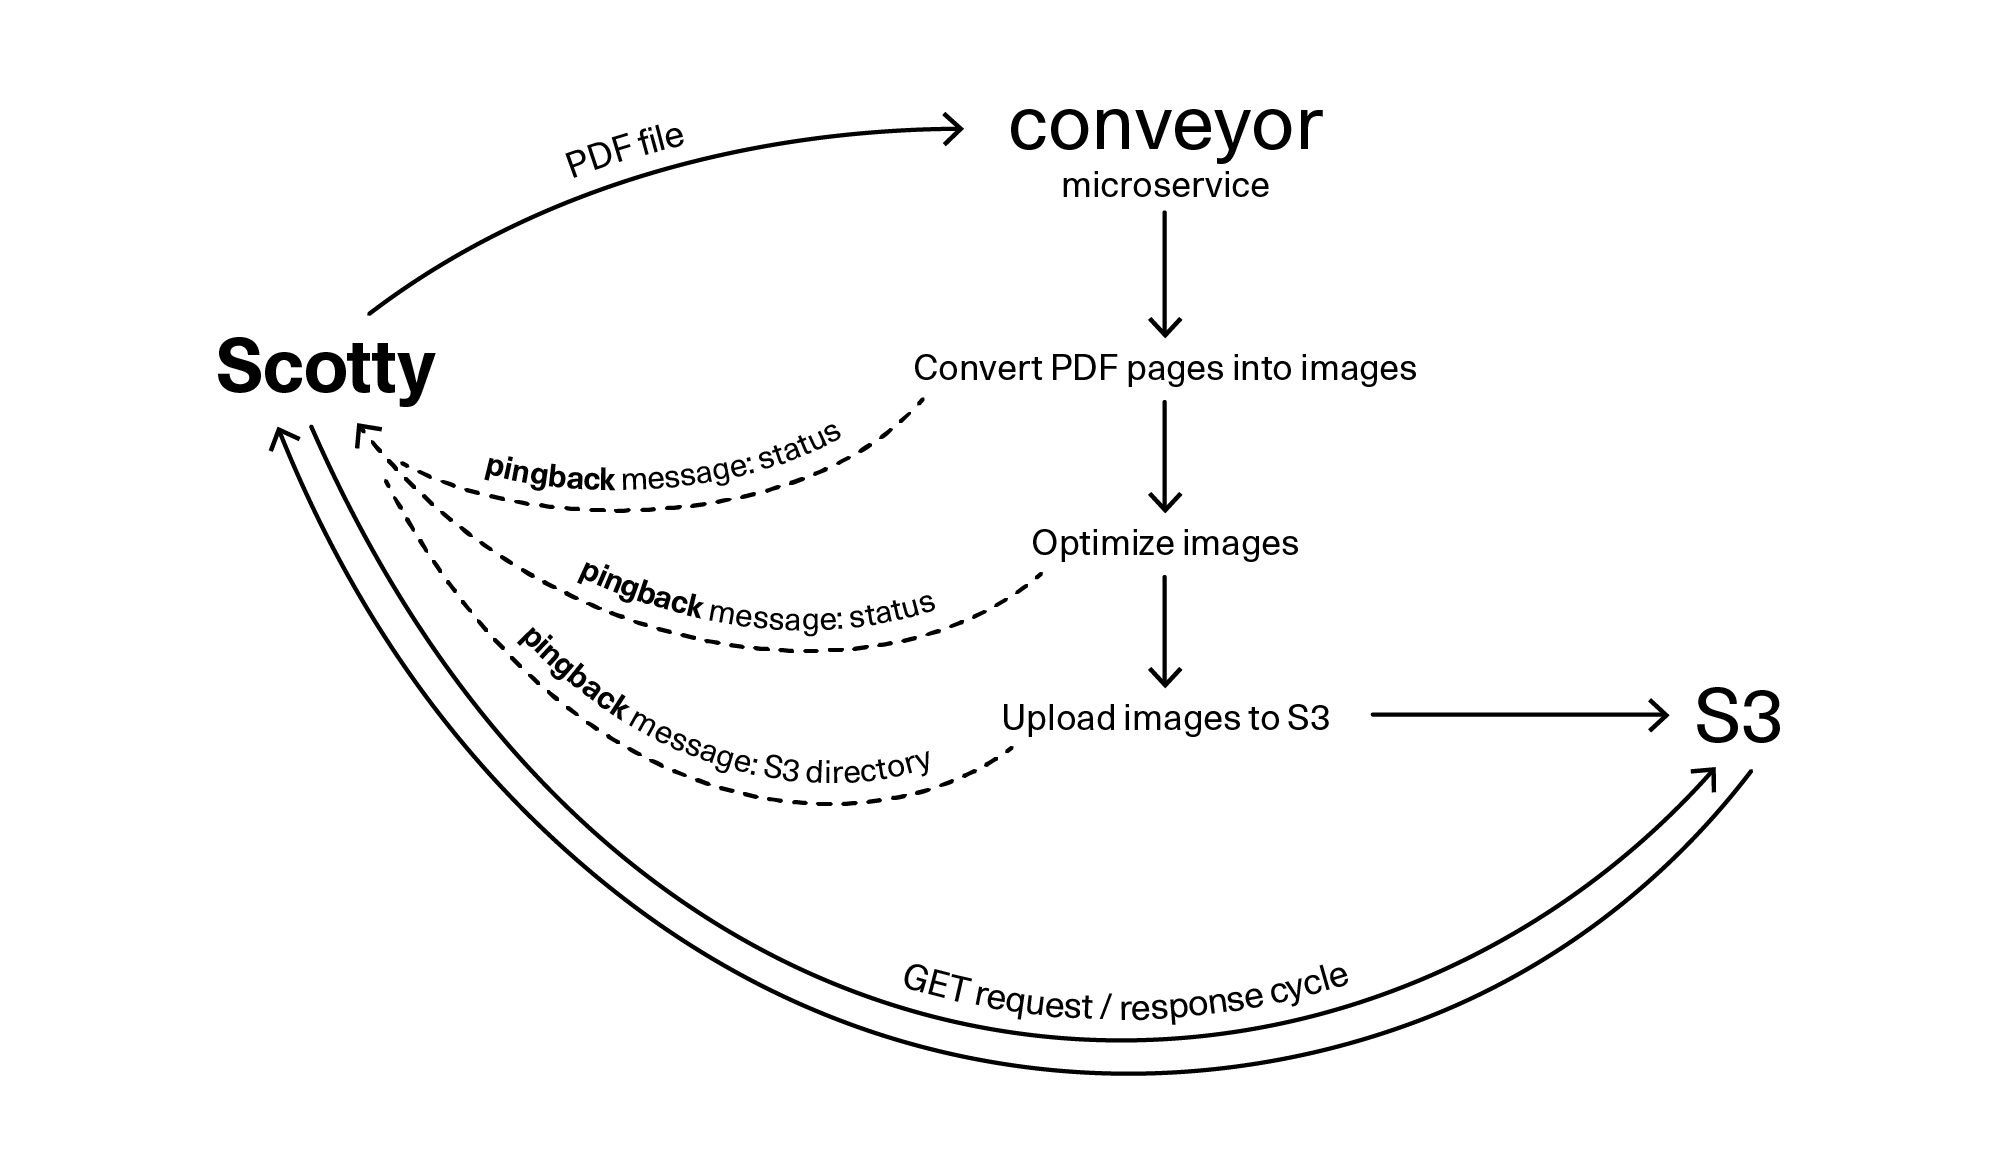 PDF file
conveyor
microservice
Scotty
Convert PDF pages into images
pingback message: status
Optimize images
pingback message: status
Upload images to S3
S3
pingback message: S3 directory
GET request / response cycle